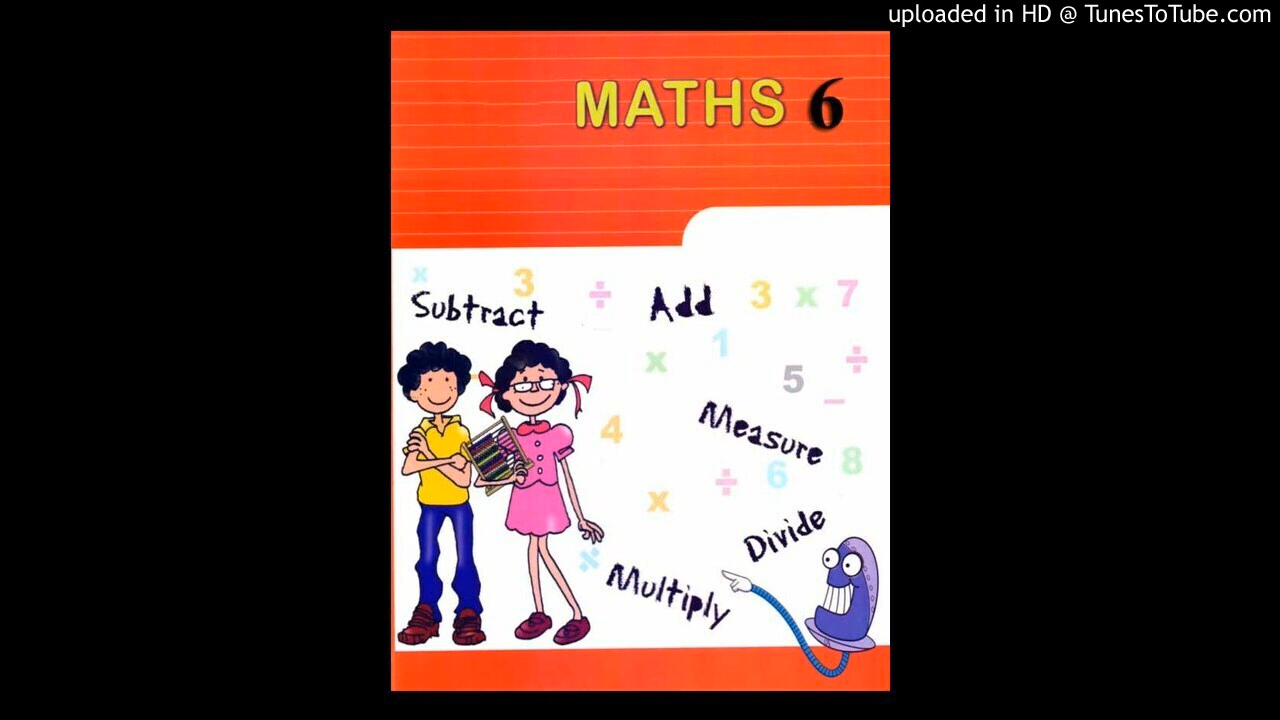 uploaded in HD @ TunesToTube.com
MATHS 6
x 3 ÷
Subtract
Add 3 x 7
1
x ÷
5
–
4
Measure
8
÷ 6
x
Divide
÷
Multiply